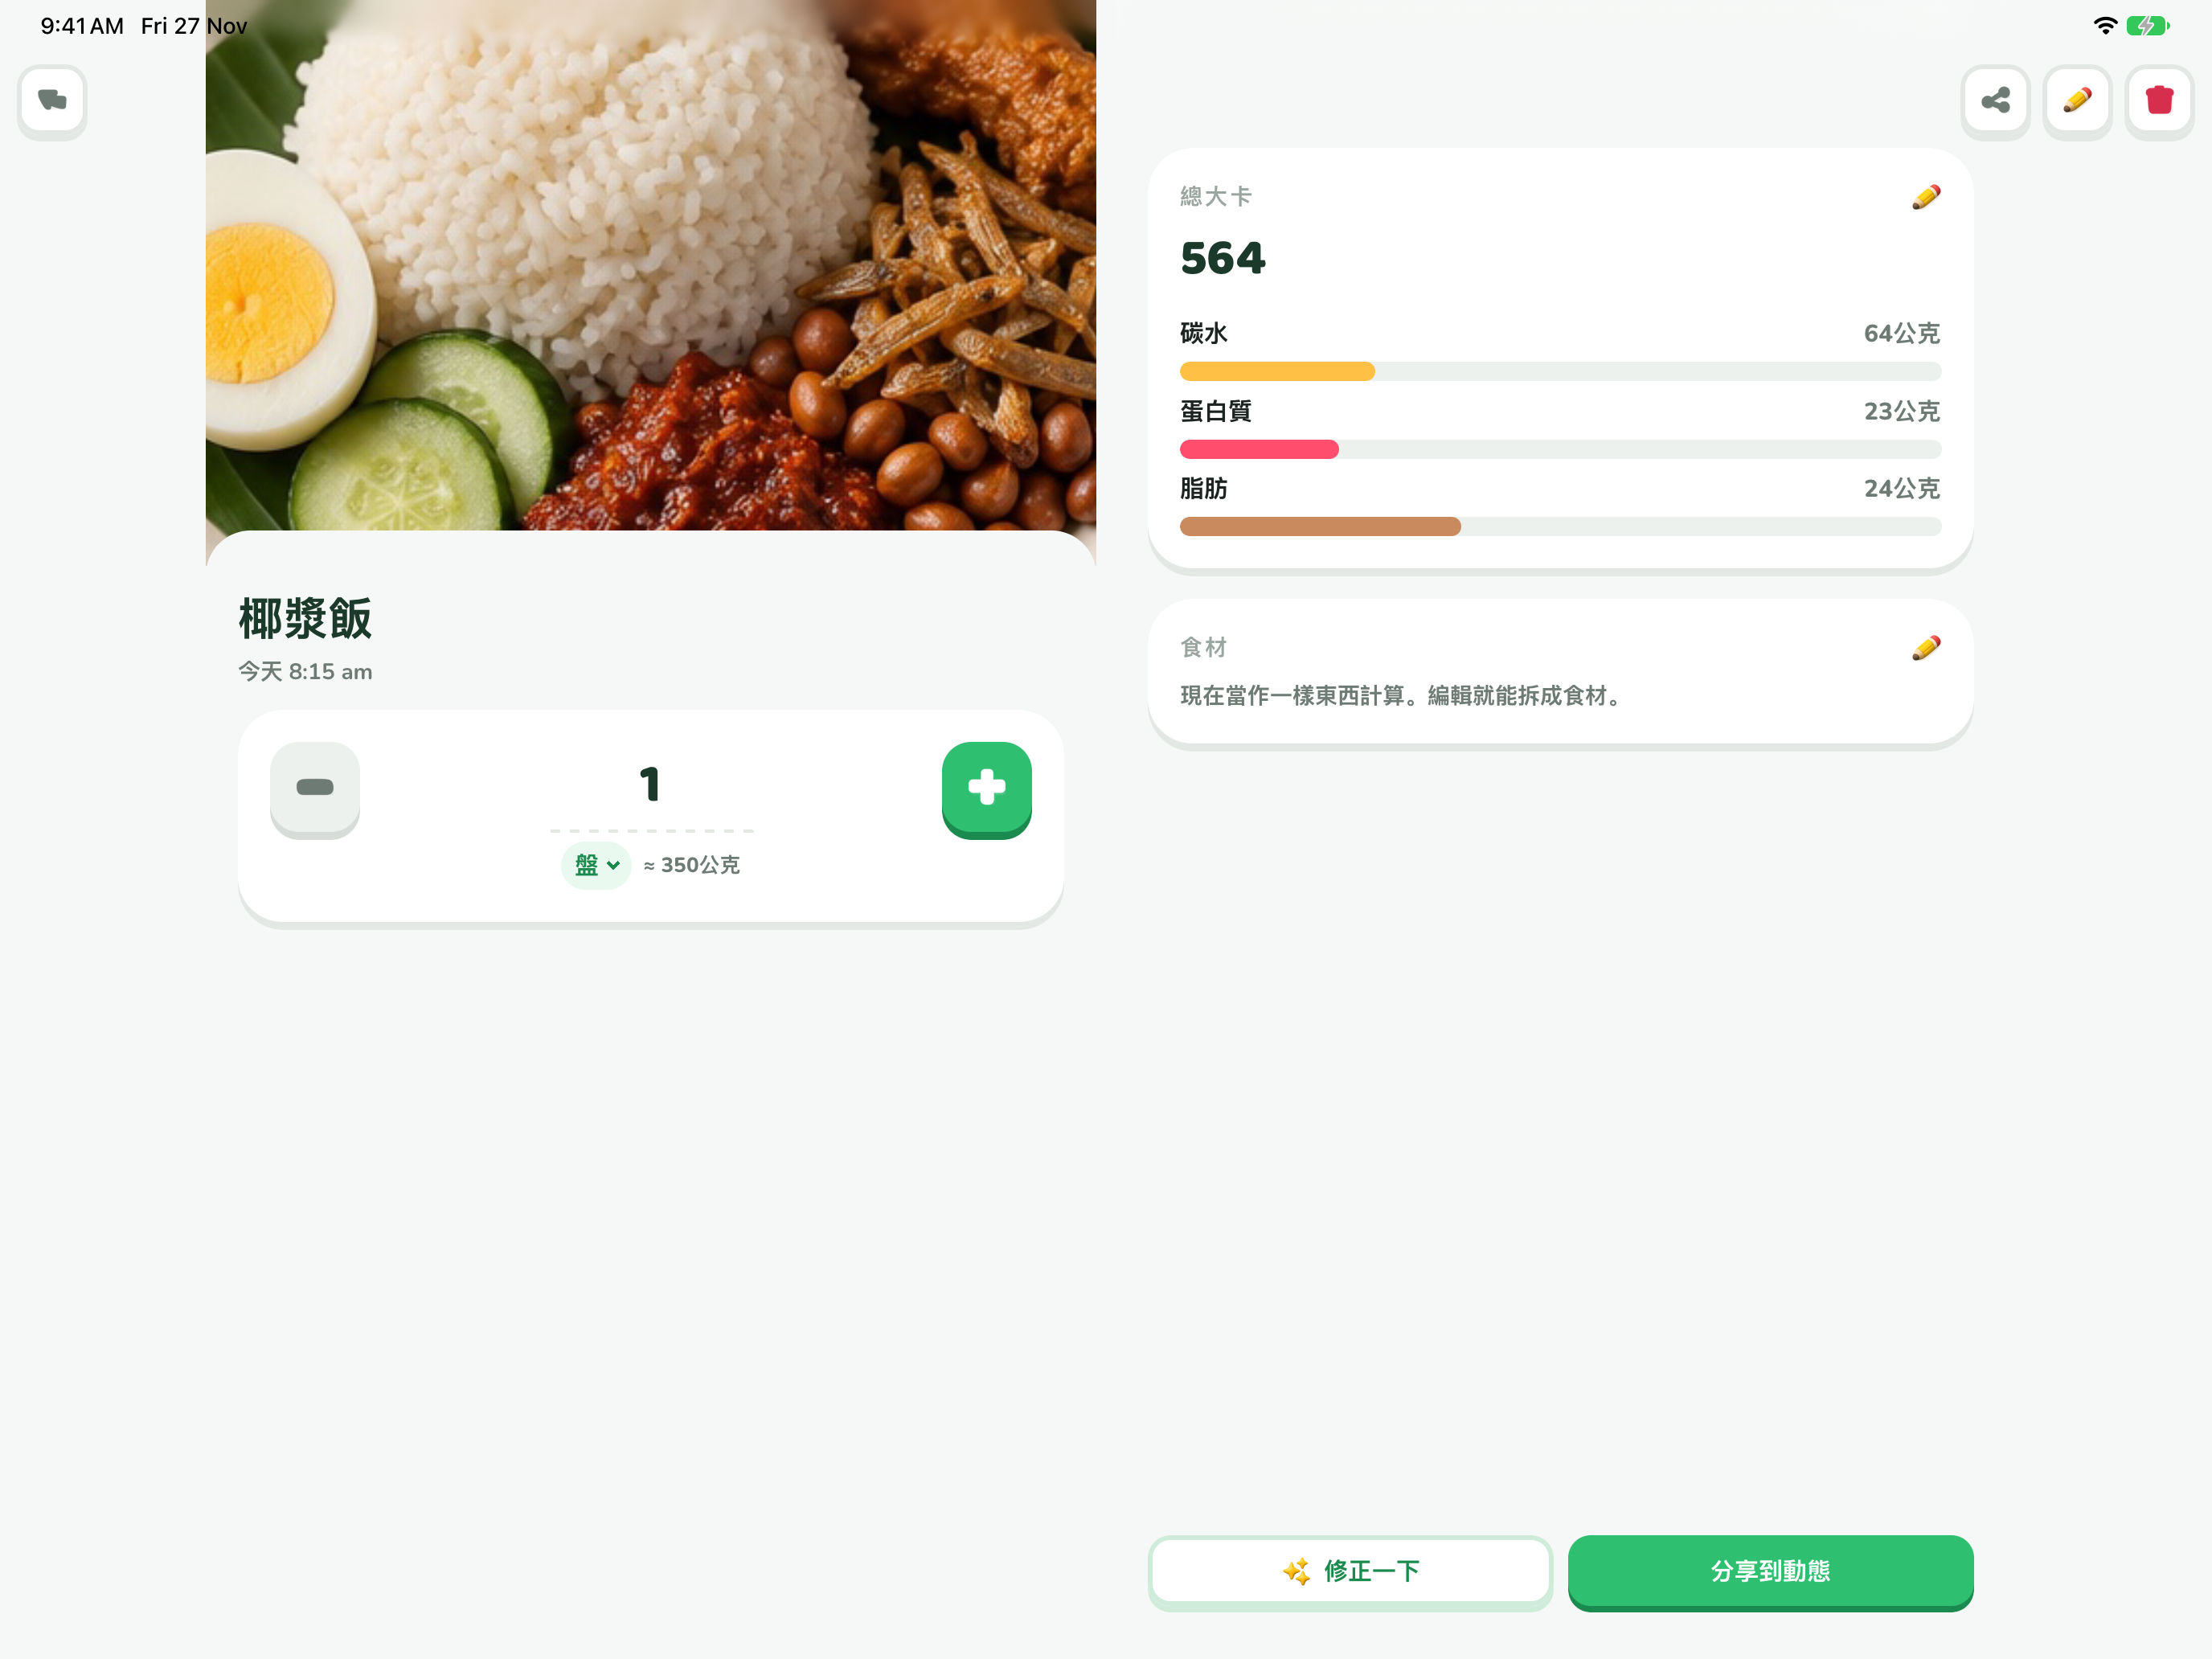 9:41 AM Fri 27 Nov
椰漿飯
今天 8:15 am
1
盤 ≈ 350公克
總大卡
564
碳水 64公克
蛋白質 23公克
脂肪 24公克
食材
現在當作一樣東西計算。編輯就能拆成食材。
修正一下
分享到動態